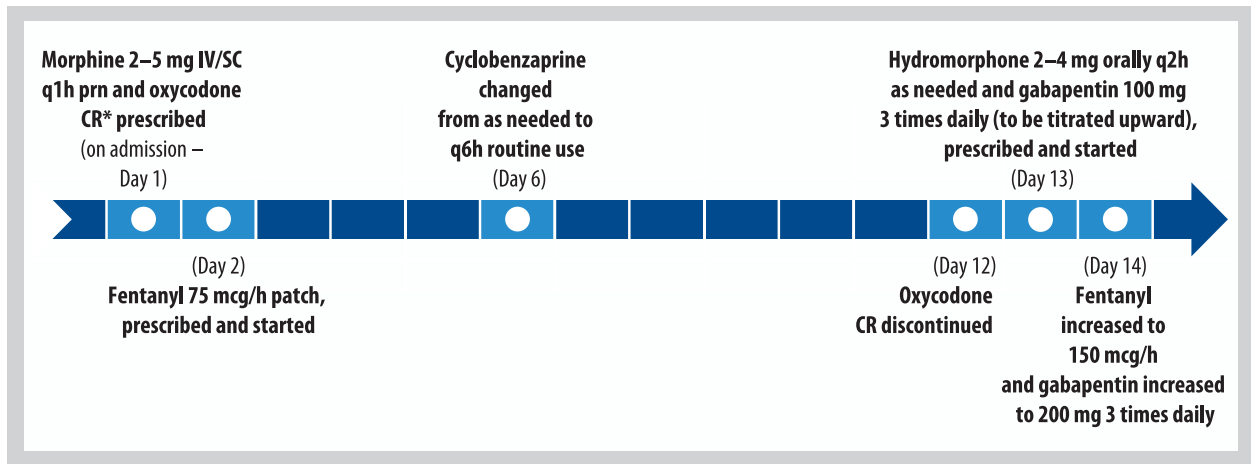 Morphine 2–5 mg IV/SC
q1h prn and oxycodone
CR* prescribed
(on admission –
Day 1)
Cyclobenzaprine
changed
from as needed to
q6h routine use
(Day 6)
Hydromorphone 2–4 mg orally q2h
as needed and gabapentin 100 mg
3 times daily (to be titrated upward),
prescribed and started
(Day 13)
(Day 2)
Fentanyl 75 mcg/h patch,
prescribed and started
(Day 12)
Oxycodone
CR discontinued
(Day 14)
Fentanyl
increased to
150 mcg/h
and gabapentin increased
to 200 mg 3 times daily